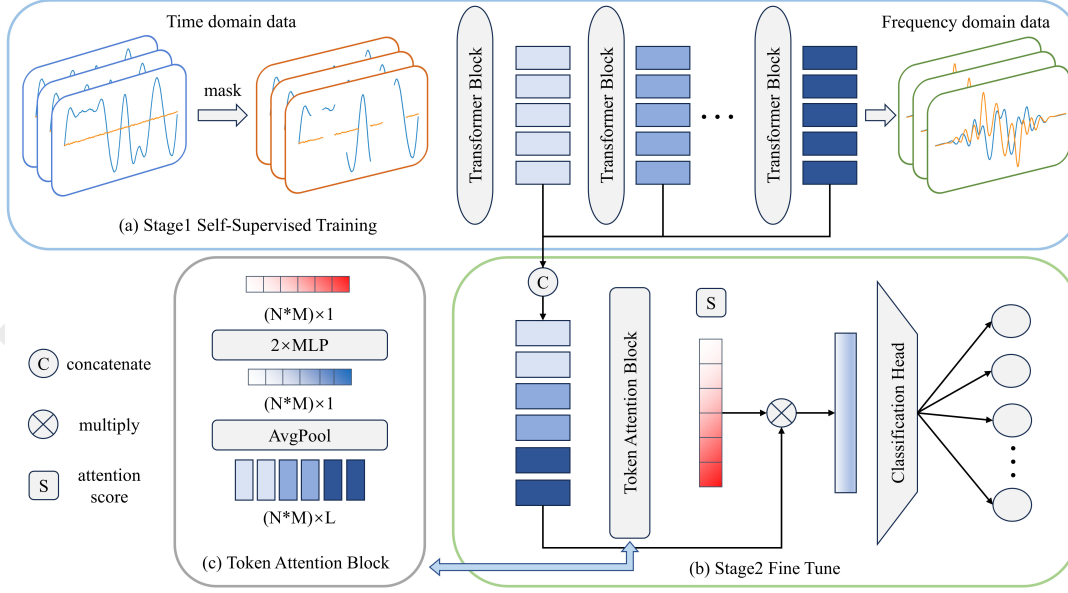 Time domain data
Frequency domain data
mask
Transformer Block
Transformer Block
Transformer Block
(a) Stage1 Self-Supervised Training
C
(N*M)×1
2×MLP
(N*M)×1
AvgPool
(N*M)×L
(c) Token Attention Block
C concatenate
multiply
S attention
score
Token Attention Block
S
Classification Head
(b) Stage2 Fine Tune